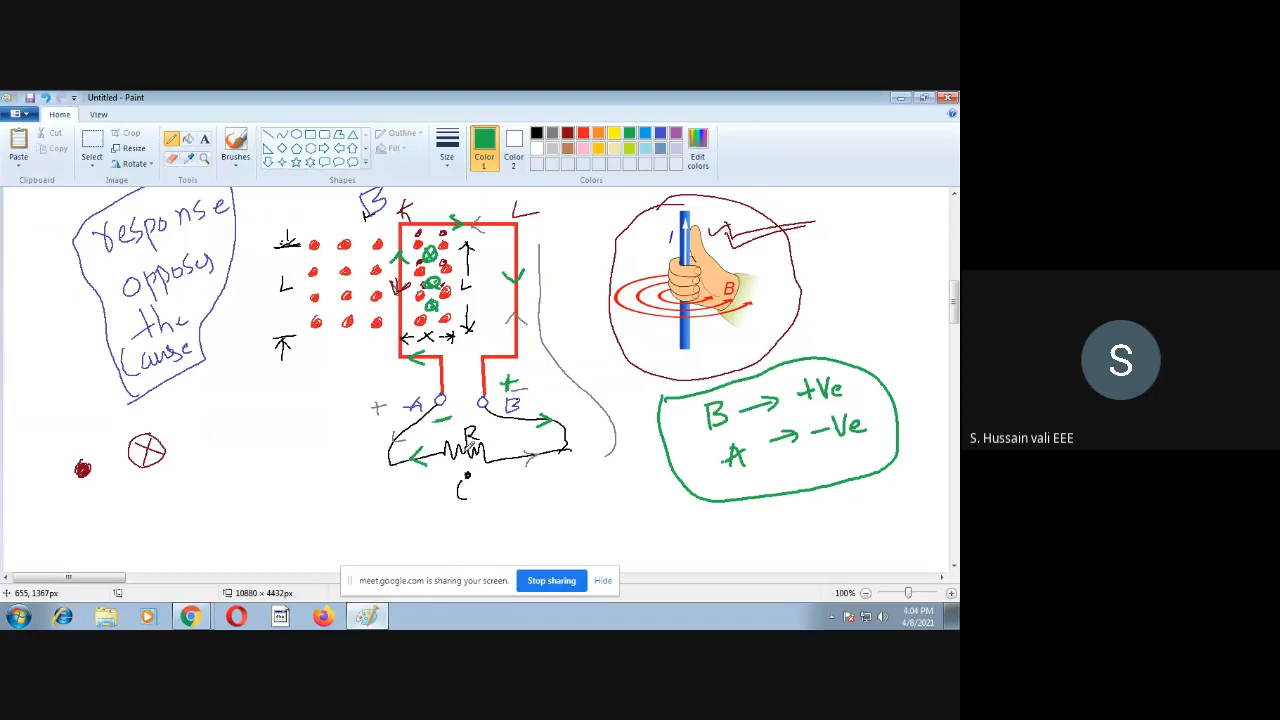 Untitled - Paint
Home
View
Paste
Cut
Copy
Clipboard
Select
Crop
Resize
Rotate
Image
A
Tools
Brushes
Shapes
Outline
Fill
Size
Color 1
Color 2
Edit colors
Colors
response
opposes
the
Cause
B
K
L
L
L
x
I
B
+
A
-
+
-
B
R
i
B → +Ve
A → -Ve
S
S. Hussain vali EEE
meet.google.com is sharing your screen.
Stop sharing
Hide
655, 1367px
10880 × 4432px
100%
4:04 PM
4/8/2021